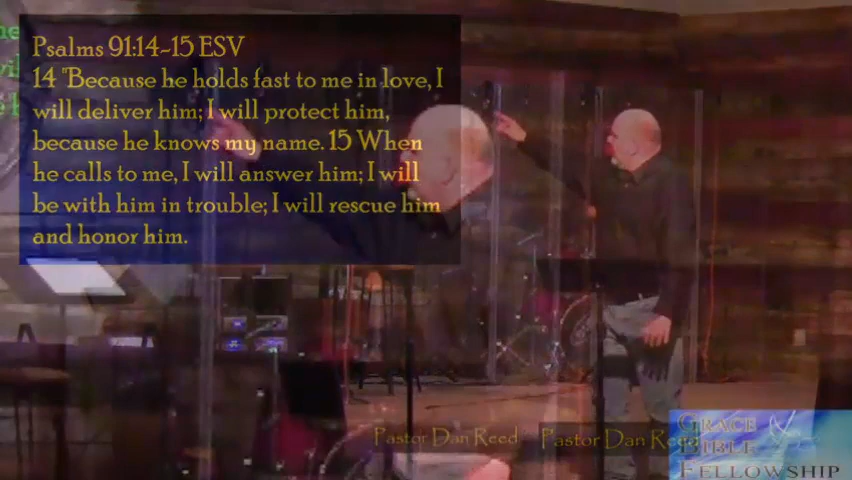 Psalms 91:14-15 ESV
14 "Because he holds fast to me in love, I
will deliver him; I will protect him,
because he knows my name. 15 When
he calls to me, I will answer him; I will
be with him in trouble; I will rescue him
and honor him.
Pastor Dan Reed
Pastor Dan Reed
Grace
Bible
Fellowship